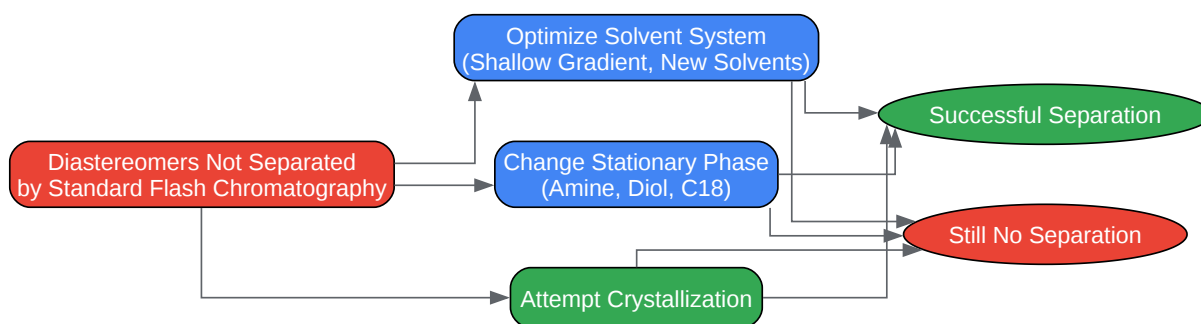 Optimize Solvent System
(Shallow Gradient, New Solvents)
Successful Separation
Diastereomers Not Separated
by Standard Flash Chromatography
Change Stationary Phase
(Amine, Diol, C18)
Still No Separation
Attempt Crystallization